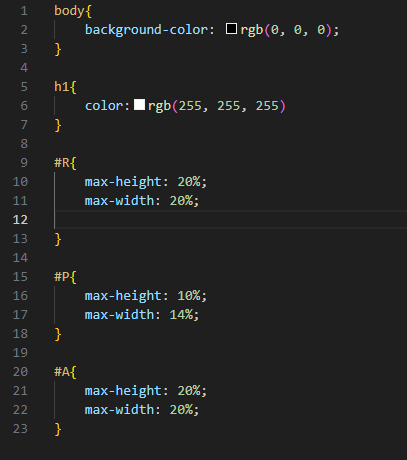 1 body{
2     background-color: rgb(0, 0, 0);
3 }
4
5 h1{
6     color: rgb(255, 255, 255)
7 }
8
9 #R{
10     max-height: 20%;
11     max-width: 20%;
12
13 }
14
15 #P{
16     max-height: 10%;
17     max-width: 14%;
18 }
19
20 #A{
21     max-height: 20%;
22     max-width: 20%;
23 }